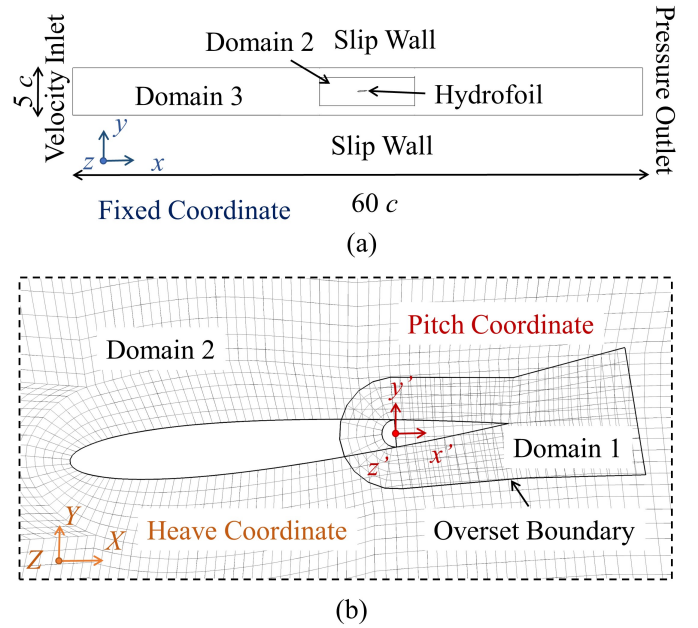 Velocity Inlet
5 c
Domain 2
Slip Wall
Domain 3
Hydrofoil
Pressure Outlet
y
z
x
Slip Wall
Fixed Coordinate
60 c
(a)
Domain 2
Pitch Coordinate
y’
z’
x’
Domain 1
Y
X
Z
Heave Coordinate
Overset Boundary
(b)